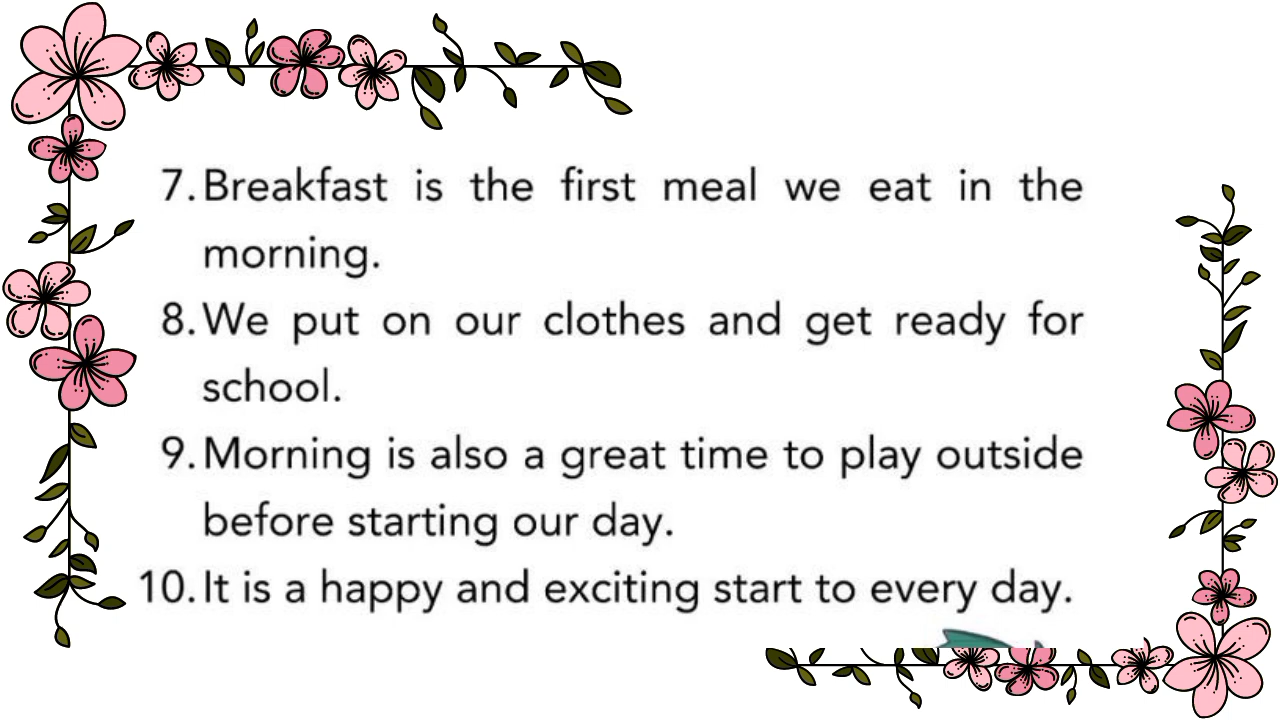 7. Breakfast is the first meal we eat in the
morning.
8. We put on our clothes and get ready for
school.
9. Morning is also a great time to play outside
before starting our day.
10. It is a happy and exciting start to every day.